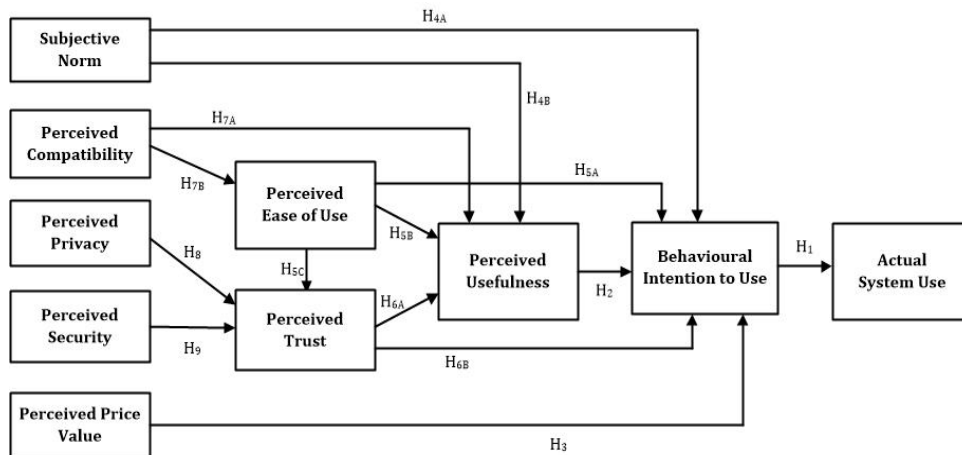 H4A
Subjective
Norm
H4B
H7A
Perceived
Compatibility
H7B
H5A
Perceived
Ease of Use
Perceived
Privacy
H8
H5B
H5C
Perceived
Usefulness
Behavioural
Intention to Use
H1
Actual
System Use
H2
H6A
Perceived
Security
H9
Perceived
Trust
H6B
Perceived Price
Value
H3